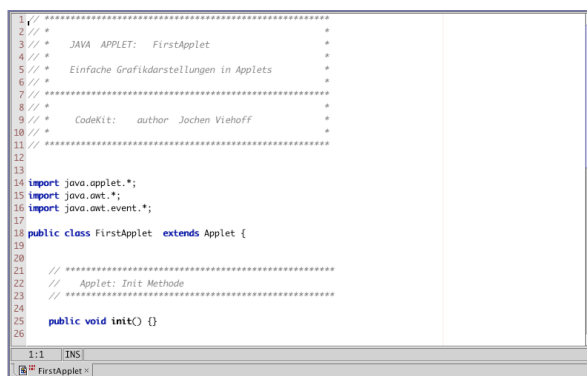 1 // *******************************************************
2 // *                                                     *
3 // *    JAVA  APPLET:  FirstApplet                       *
4 // *                                                     *
5 // *    Einfache Grafikdarstellungen in Applets          *
6 // *                                                     *
7 // *******************************************************
8 // *                                                     *
9 // *     CodeKit:    author  Jochen Viehoff              *
10 // *                                                     *
11 // *******************************************************
12
13
14 import java.applet.*;
15 import java.awt.*;
16 import java.awt.event.*;
17
18 public class FirstApplet  extends Applet {
19
20
21     // ****************************************************
22     //    Applet: Init Methode
23     // ****************************************************
24
25     public void init() {}
26
1:1 INS
FirstApplet ×